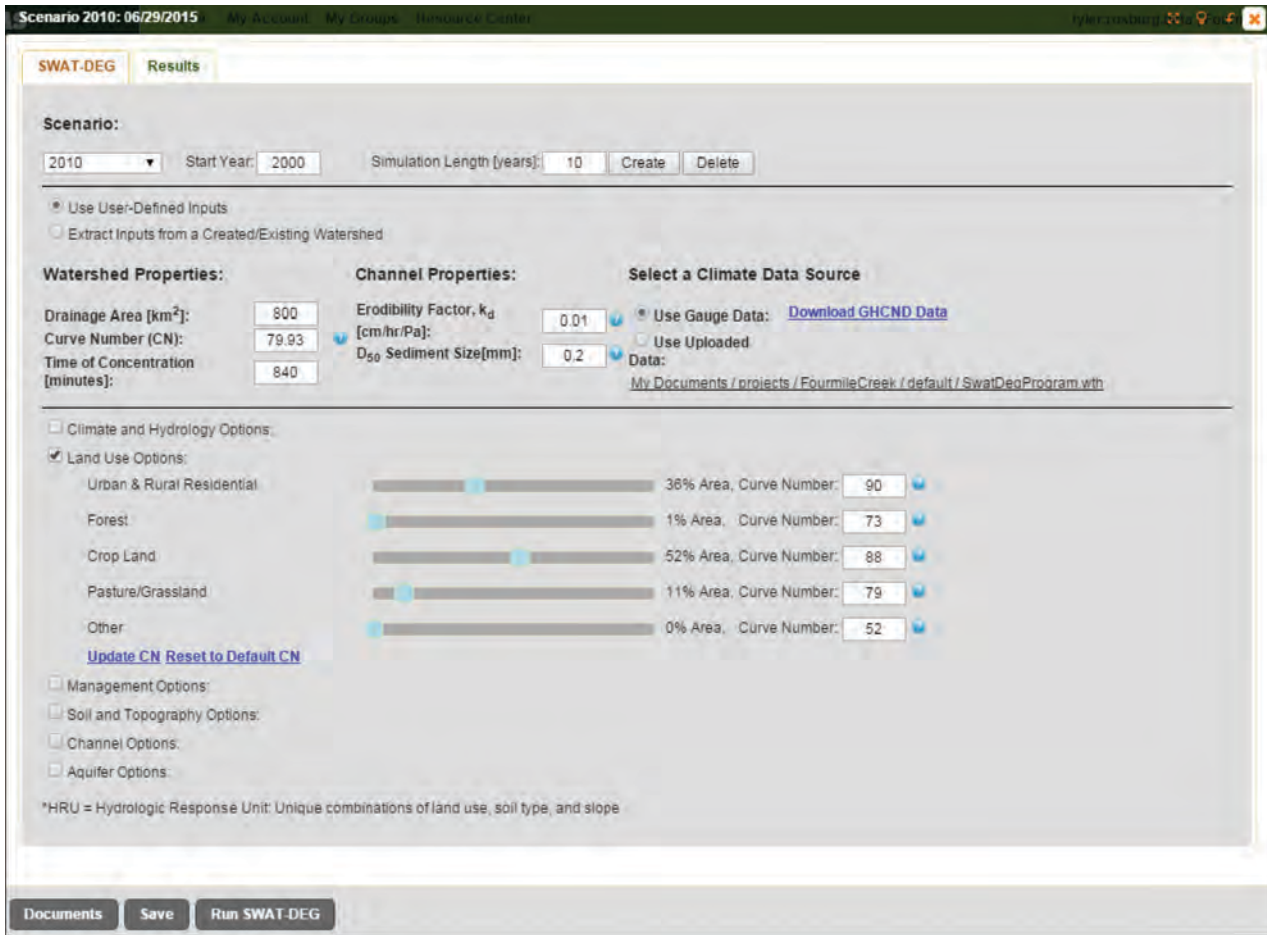 Scenario 2010: 06/29/2015 My Account My Groups Resource Center
SWAT-DEG Results
Scenario:
2010 Start Year: 2000 Simulation Length [years]: 10 Create Delete
Use User-Defined Inputs
Extract Inputs from a Created/Existing Watershed
Watershed Properties: Channel Properties: Select a Climate Data Source
Drainage Area [km2]: 800
Curve Number (CN): 79.93
Time of Concentration
[minutes]: 840
Erodibility Factor, kd
[cm/hr/Pa]: 0.01
D50 Sediment Size[mm]: 0.2
Use Gauge Data: Download GHCND Data
Use Uploaded
Data:
My Documents / projects / FourmileCreek / default / SwatDegProgram.wth
Climate and Hydrology Options:
Land Use Options:
Urban & Rural Residential 36% Area, Curve Number: 90
Forest 1% Area, Curve Number: 73
Crop Land 52% Area, Curve Number: 88
Pasture/Grassland 11% Area, Curve Number: 79
Other 0% Area, Curve Number: 52
Update CN Reset to Default CN
Management Options:
Soil and Topography Options:
Channel Options:
Aquifer Options:
*HRU = Hydrologic Response Unit: Unique combinations of land use, soil type, and slope
Documents Save Run SWAT-DEG